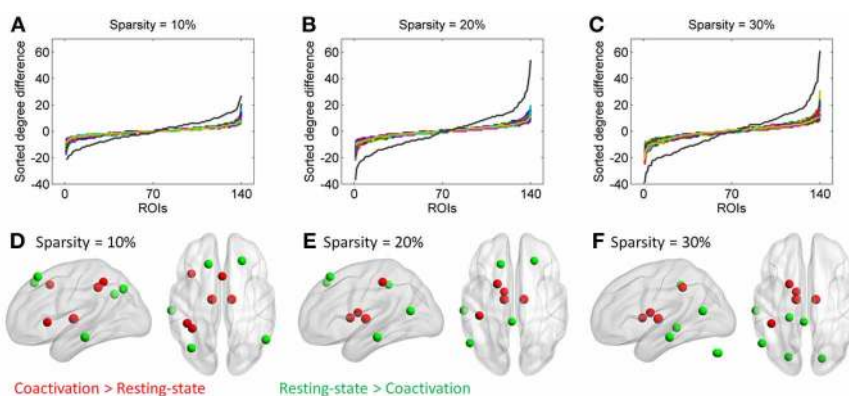 A Sparsity = 10%
Sorted degree difference
60
40
20
0
-20
-40
0 70 140
ROIs
B Sparsity = 20%
Sorted degree difference
60
40
20
0
-20
-40
0 70 140
ROIs
C Sparsity = 30%
Sorted degree difference
60
40
20
0
-20
-40
0 70 140
ROIs
D Sparsity = 10%
E Sparsity = 20%
F Sparsity = 30%
Coactivation > Resting-state
Resting-state > Coactivation